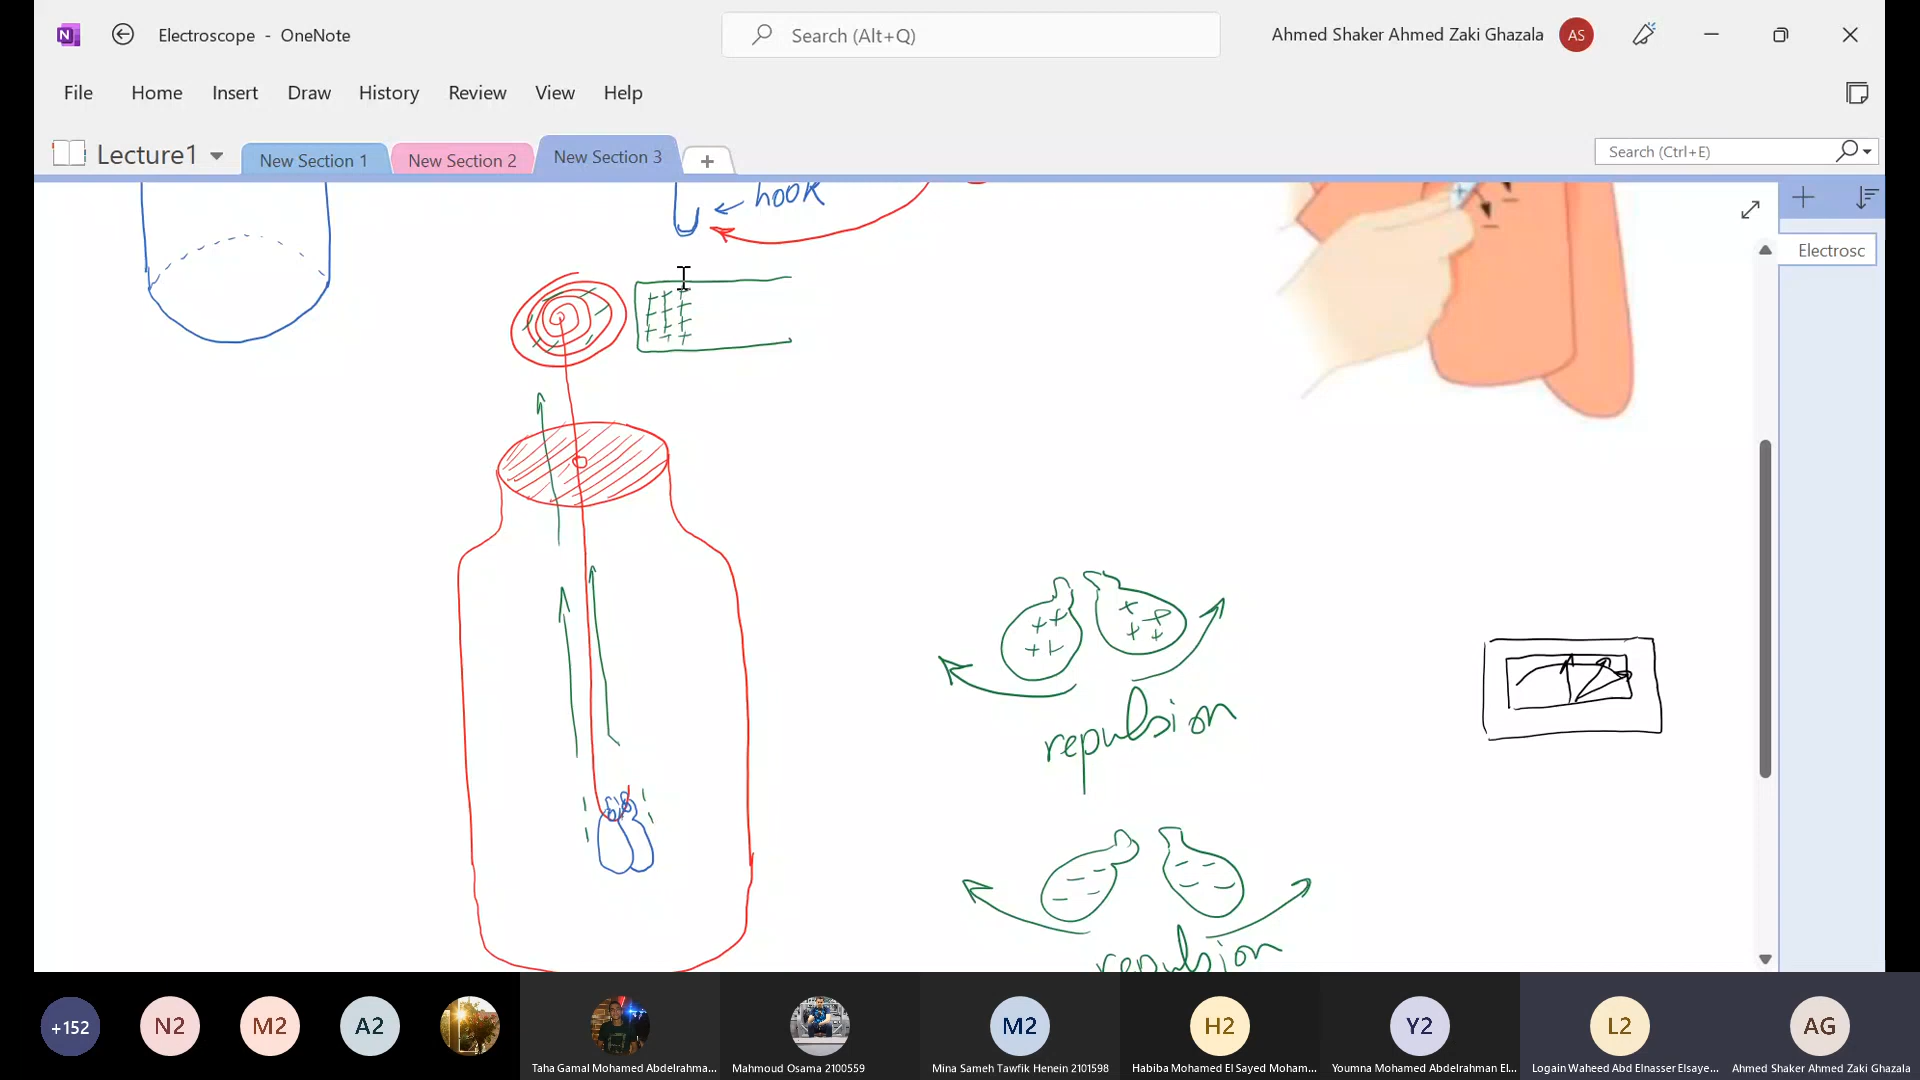 Electroscope - OneNote
Search (Alt+Q)
Ahmed Shaker Ahmed Zaki Ghazala
AS
File Home Insert Draw History Review View Help
Lecture1
New Section 1
New Section 2
New Section 3
Search (Ctrl+E)
hook
Electrosc
repulsion
repulsion
+152
N2
M2
A2
M2
H2
Y2
L2
AG
Taha Gamal Mohamed Abdelrahma...
Mahmoud Osama 2100559
Mina Sameh Tawfik Henein 2101598
Habiba Mohamed El Sayed Moham...
Youmna Mohamed Abdelrahman El...
Logain Waheed Abd Elnasser Elsaye...
Ahmed Shaker Ahmed Zaki Ghazala